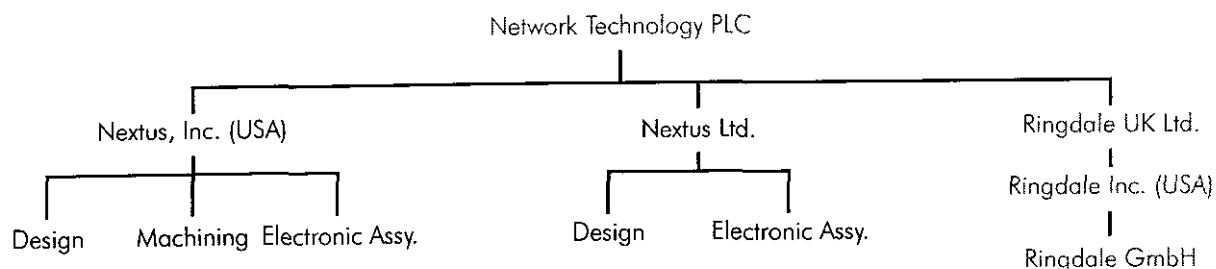 Network Technology PLC
Nextus, Inc. (USA)
Nextus Ltd.
Ringdale UK Ltd.
Ringdale Inc. (USA)
Ringdale GmbH
Design
Machining
Electronic Assy.
Design
Electronic Assy.